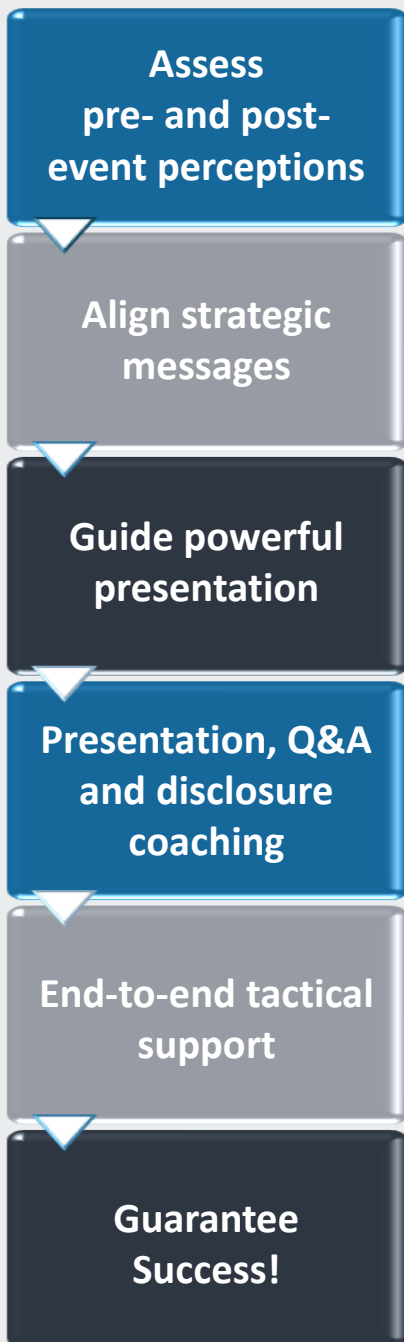 Assess
pre- and post-
event perceptions
Align strategic
messages
Guide powerful
presentation
Presentation, Q&A
and disclosure
coaching
End-to-end tactical
support
Guarantee
Success!